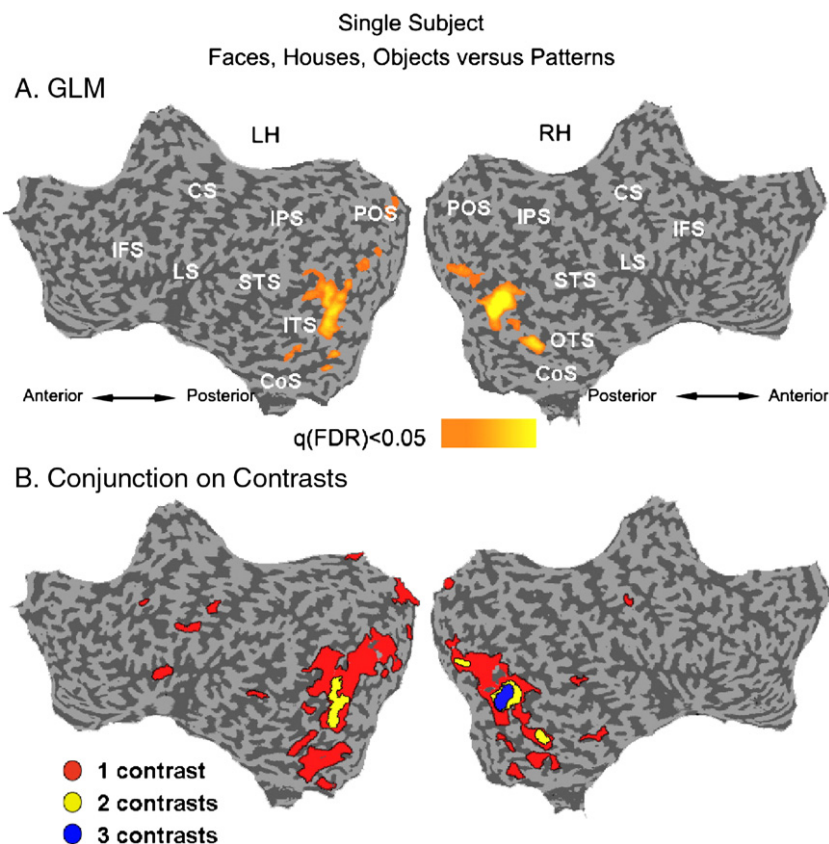 Single Subject
Faces, Houses, Objects versus Patterns
A. GLM
LH RH
CS CS
POS IPS IPS POS
IFS IFS
LS LS
STS STS
ITS OTS
CoS CoS
Anterior Posterior Posterior Anterior
q(FDR)<0.05
B. Conjunction on Contrasts
1 contrast
2 contrasts
3 contrasts